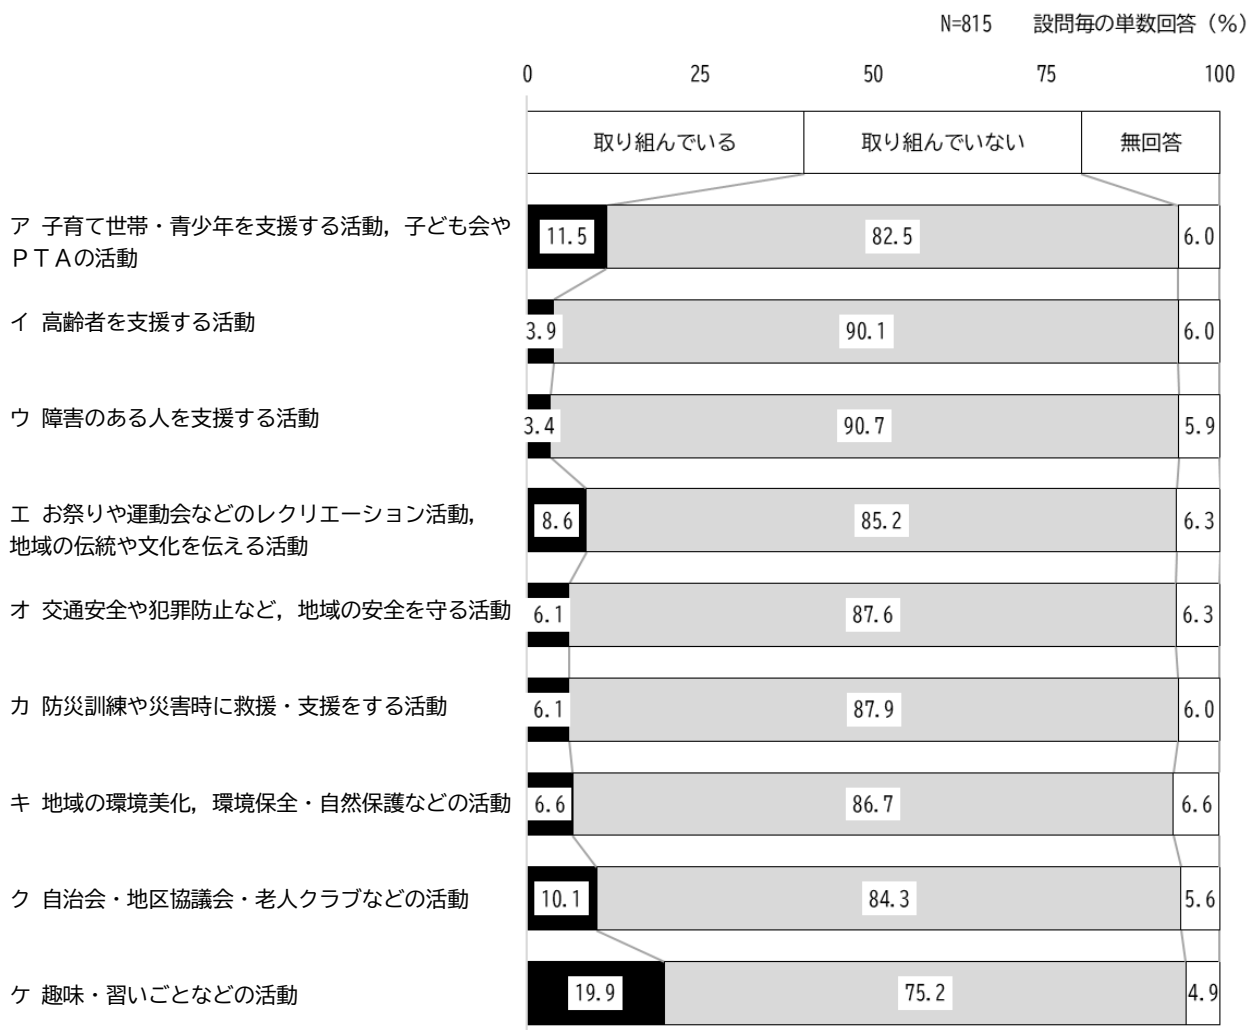 N=815 設問毎の単数回答（％）
0 25 50 75 100
取り組んでいる 取り組んでいない 無回答
ア 子育て世帯・青少年を支援する活動，子ども会や
ＰＴＡの活動
11.5 82.5 6.0
イ 高齢者を支援する活動
3.9 90.1 6.0
ウ 障害のある人を支援する活動
3.4 90.7 5.9
エ お祭りや運動会などのレクリエーション活動，
地域の伝統や文化を伝える活動
8.6 85.2 6.3
オ 交通安全や犯罪防止など，地域の安全を守る活動
6.1 87.6 6.3
カ 防災訓練や災害時に救援・支援をする活動
6.1 87.9 6.0
キ 地域の環境美化，環境保全・自然保護などの活動
6.6 86.7 6.6
ク 自治会・地区協議会・老人クラブなどの活動
10.1 84.3 5.6
ケ 趣味・習いごとなどの活動
19.9 75.2 4.9